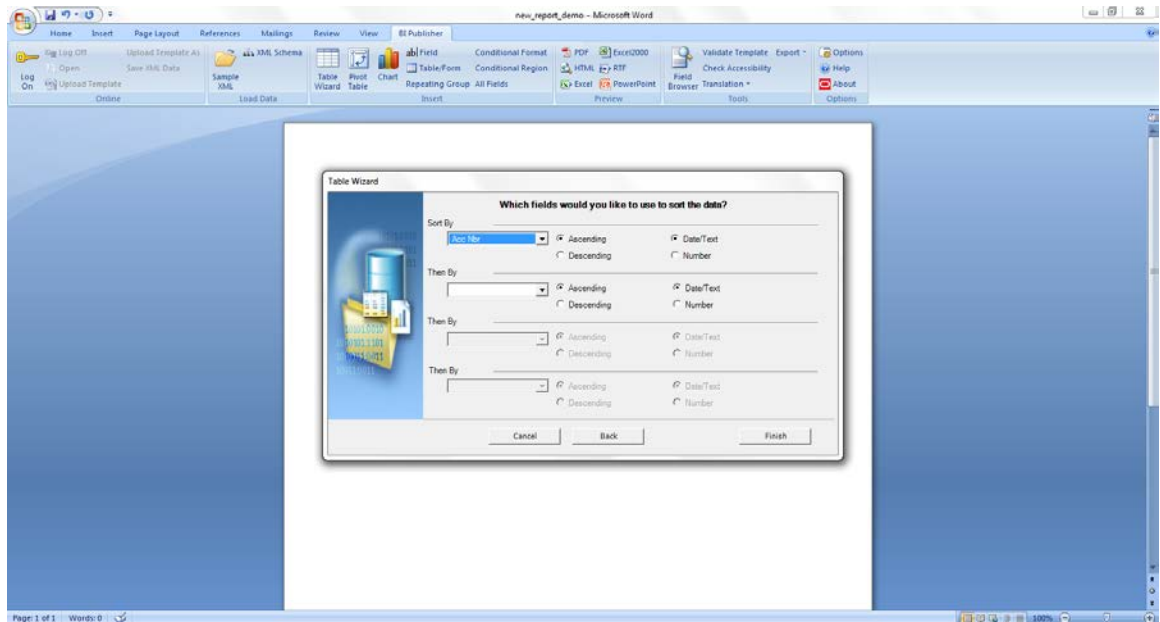 new_report_demo - Microsoft Word
Home Insert Page Layout References Mailings Review View BI Publisher
Log Off Upload Template As XML Schema ab| Field Conditional Format PDF Excel2000 Validate Template Export Options
Open Save XML Data Table/Form Conditional Region HTML RTF Check Accessibility Help
Log On Upload Template Sample XML Table Wizard Pivot Table Chart Repeating Group All Fields Excel PowerPoint Field Browser Translation About
Online Load Data Insert Preview Tools Options
Table Wizard
Which fields would you like to use to sort the data?
Sort By
Acc Nbr Ascending Date/Text
Descending Number
Then By
Ascending Date/Text
Descending Number
Then By
Ascending Date/Text
Descending Number
Then By
Ascending Date/Text
Descending Number
Cancel Back Finish
Page: 1 of 1 Words: 0 100%